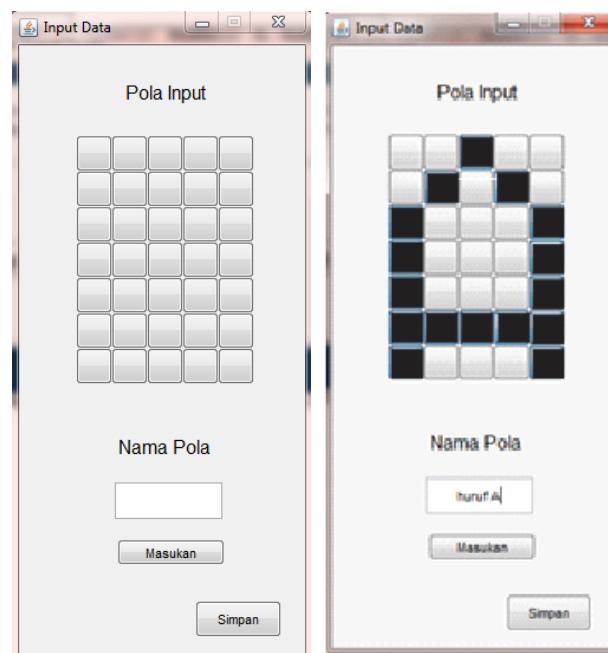 Input Data
Pola Input
Nama Pola
Masukan
Simpan
Input Data
Pola Input
Nama Pola
huruf A
Masukan
Simpan